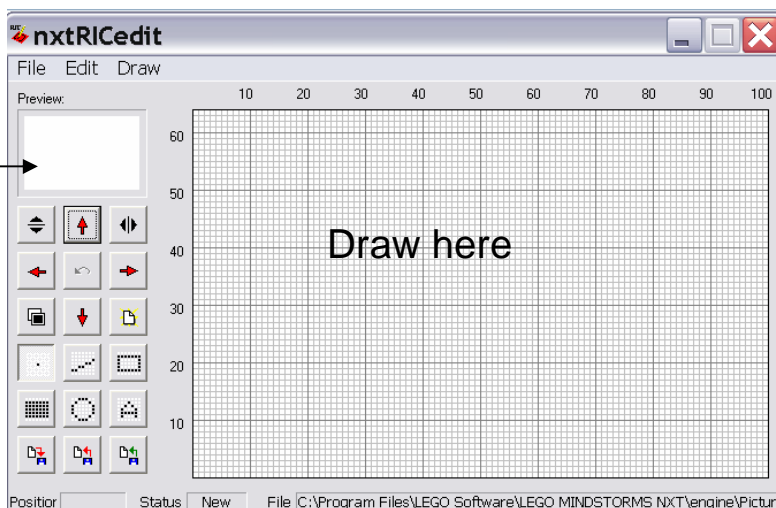 nxtRICedit
File Edit Draw
Preview:
10 20 30 40 50 60 70 80 90 100
60
50
Draw here
40
30
20
10
Position Status New File C:\Program Files\LEGO Software\LEGO MINDSTORMS NXT\engine\Pictur